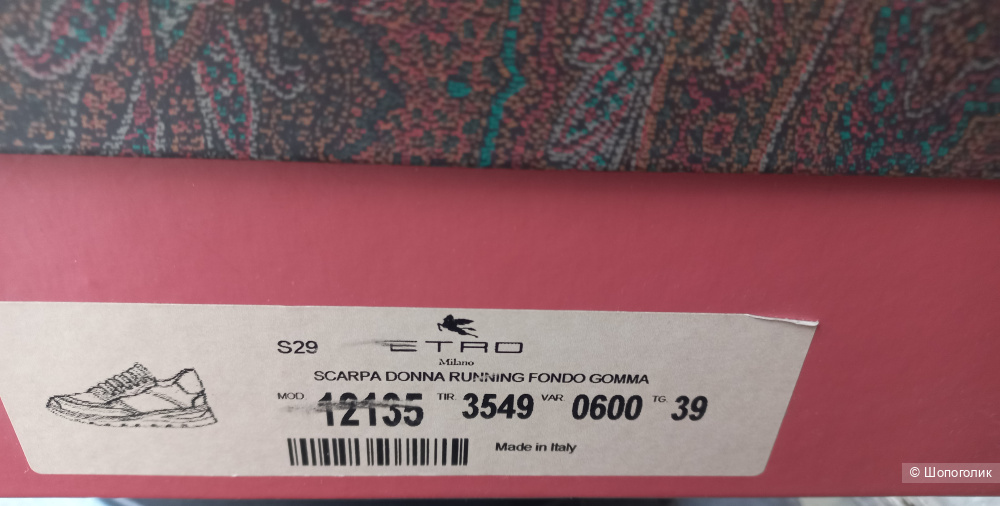 S29 ETRO
Milano
SCARPA DONNA RUNNING FONDO GOMMA
MOD 12135 TIR. 3549 VAR. 0600 TG. 39
Made in Italy
© Шопоголик